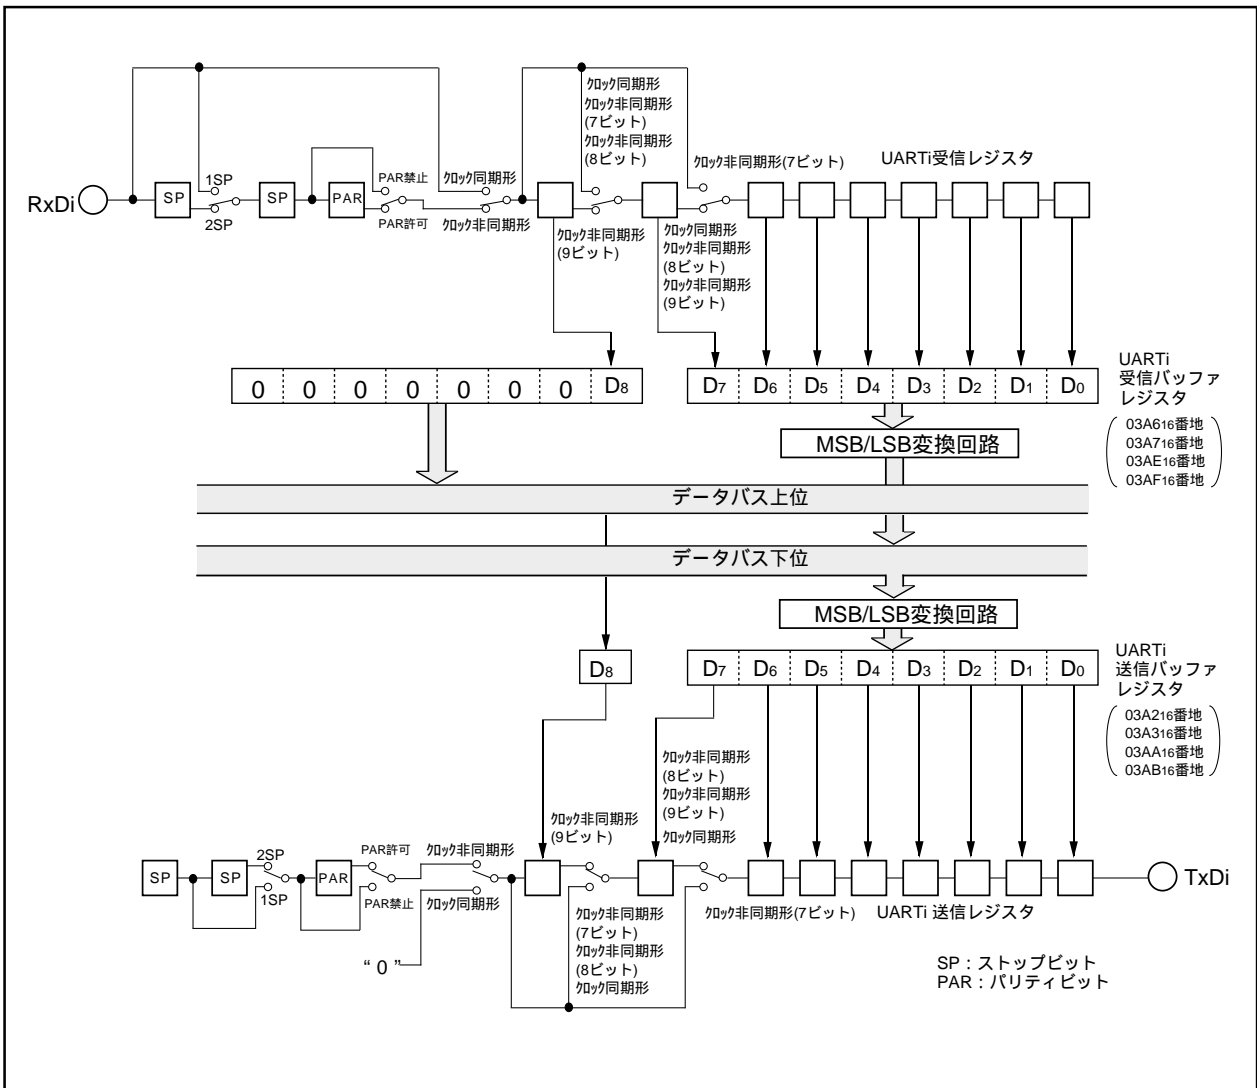 クロック同期形
クロック非同期形
(7ビット)
クロック非同期形
(8ビット)
クロック非同期形(7ビット)
UARTi受信レジスタ
RxDi
SP
1SP
2SP
SP
PAR
PAR禁止
PAR許可
クロック同期形
クロック非同期形
クロック非同期形
(9ビット)
クロック同期形
クロック非同期形
(8ビット)
クロック非同期形
(9ビット)
0 0 0 0 0 0 0 D8
D7 D6 D5 D4 D3 D2 D1 D0
UARTi
受信バッファ
レジスタ
03A616番地
03A716番地
03AE16番地
03AF16番地
MSB/LSB変換回路
データバス上位
データバス下位
MSB/LSB変換回路
D8
D7 D6 D5 D4 D3 D2 D1 D0
UARTi
送信バッファ
レジスタ
03A216番地
03A316番地
03AA16番地
03AB16番地
クロック非同期形
(8ビット)
クロック非同期形
(9ビット)
クロック同期形
クロック非同期形
(9ビット)
SP
SP
2SP
1SP
PAR
PAR許可
PAR禁止
クロック非同期形
クロック同期形
“ 0 ”
クロック非同期形
(7ビット)
クロック非同期形
(8ビット)
クロック同期形
クロック非同期形(7ビット)
UARTi 送信レジスタ
TxDi
SP：ストップビット
PAR：パリティビット